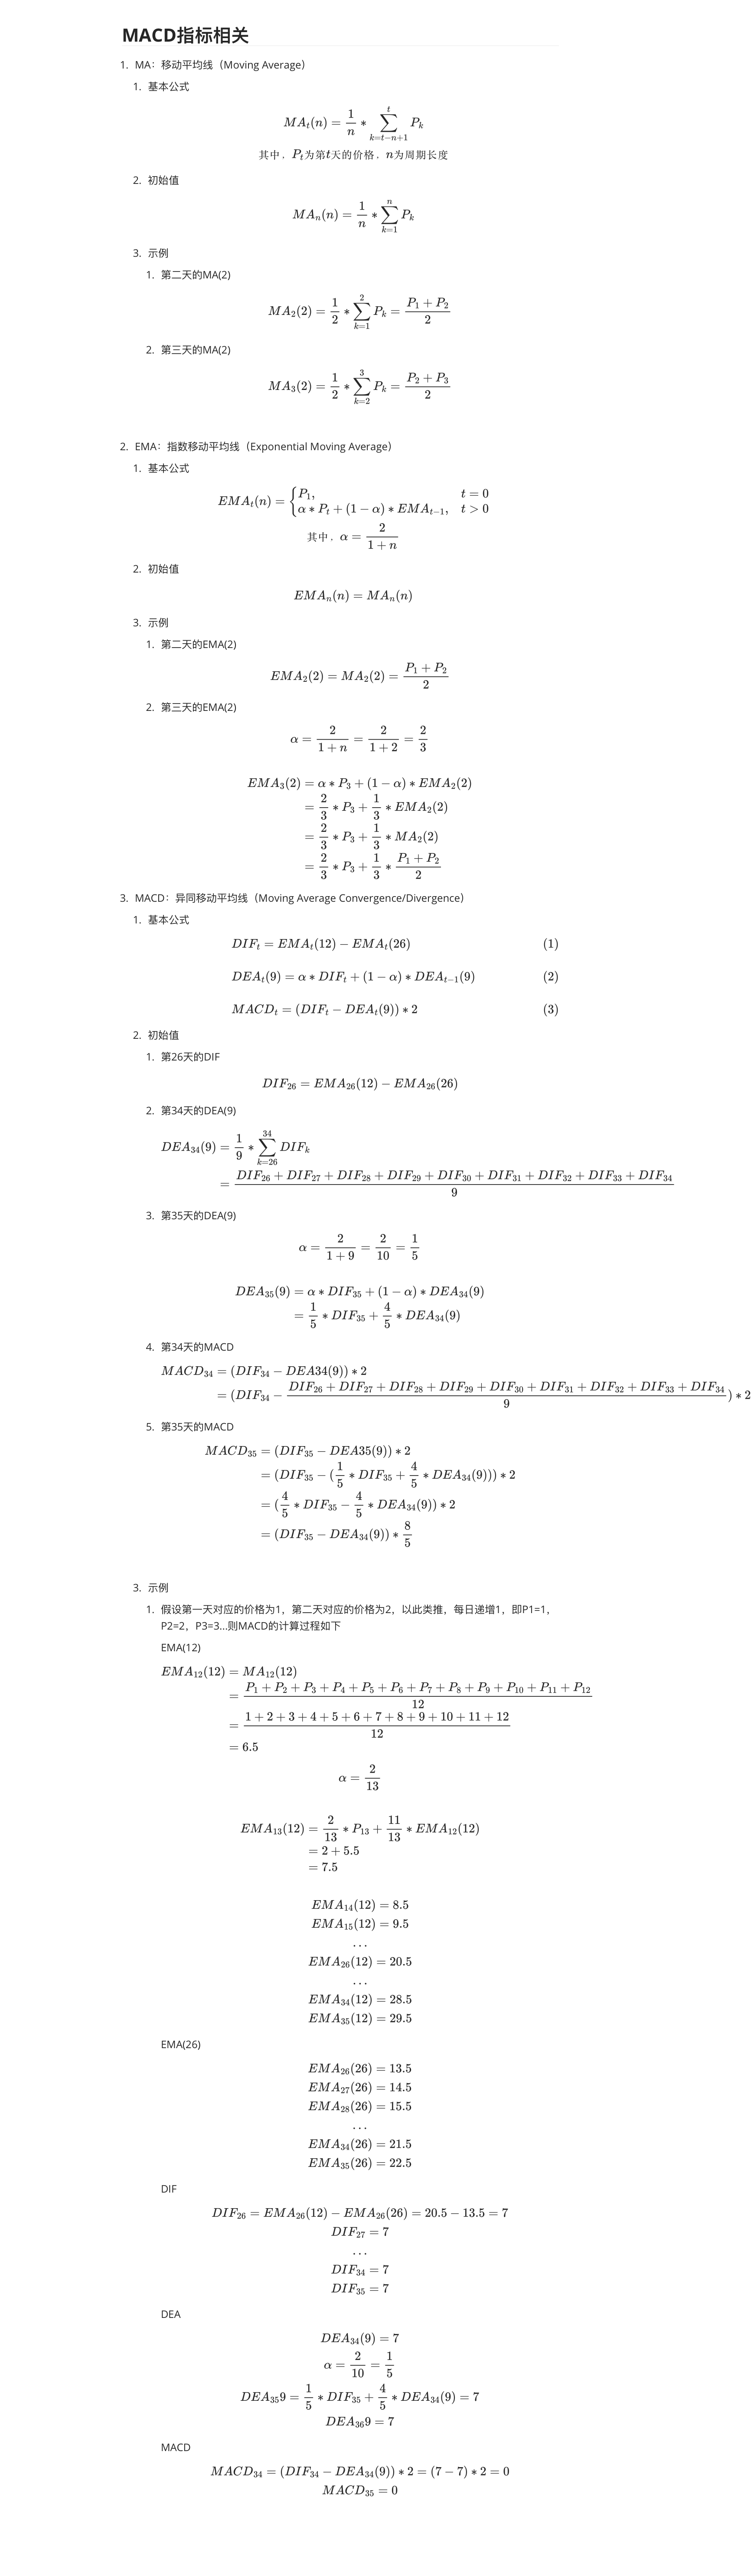 MACD指标相关
1. MA：移动平均线（Moving Average）
1. 基本公式
MA_t(n) = \frac{1}{n} * \sum_{k=t-n+1}^{t} P_k
其中，P_t为第t天的价格，n为周期长度
2. 初始值
MA_n(n) = \frac{1}{n} * \sum_{k=1}^{n} P_k
3. 示例
1. 第二天的MA(2)
MA_2(2) = \frac{1}{2} * \sum_{k=1}^{2} P_k = \frac{P_1 + P_2}{2}
2. 第三天的MA(2)
MA_3(2) = \frac{1}{2} * \sum_{k=2}^{3} P_k = \frac{P_2 + P_3}{2}
2. EMA：指数移动平均线（Exponential Moving Average）
1. 基本公式
EMA_t(n) = \begin{cases} P_1, & t = 0 \\ α * P_t + (1 − α) * EMA_{t-1}, & t > 0 \end{cases}
其中，α = \frac{2}{1 + n}
2. 初始值
EMA_n(n) = MA_n(n)
3. 示例
1. 第二天的EMA(2)
EMA_2(2) = MA_2(2) = \frac{P_1 + P_2}{2}
2. 第三天的EMA(2)
α = \frac{2}{1 + n} = \frac{2}{1 + 2} = \frac{2}{3}
EMA_3(2) = α * P_3 + (1 − α) * EMA_2(2)
= \frac{2}{3} * P_3 + \frac{1}{3} * EMA_2(2)
= \frac{2}{3} * P_3 + \frac{1}{3} * MA_2(2)
= \frac{2}{3} * P_3 + \frac{1}{3} * \frac{P_1 + P_2}{2}
3. MACD：异同移动平均线（Moving Average Convergence/Divergence）
1. 基本公式
DIF_t = EMA_t(12) − EMA_t(26) (1)
DEA_t(9) = α * DIF_t + (1 − α) * DEA_{t-1}(9) (2)
MACD_t = (DIF_t − DEA_t(9)) * 2 (3)
2. 初始值
1. 第26天的DIF
DIF_{26} = EMA_{26}(12) − EMA_{26}(26)
2. 第34天的DEA(9)
DEA_{34}(9) = \frac{1}{9} * \sum_{k=26}^{34} DIF_k
= \frac{DIF_{26} + DIF_{27} + DIF_{28} + DIF_{29} + DIF_{30} + DIF_{31} + DIF_{32} + DIF_{33} + DIF_{34}}{9}
3. 第35天的DEA(9)
α = \frac{2}{1 + 9} = \frac{2}{10} = \frac{1}{5}
DEA_{35}(9) = α * DIF_{35} + (1 − α) * DEA_{34}(9)
= \frac{1}{5} * DIF_{35} + \frac{4}{5} * DEA_{34}(9)
4. 第34天的MACD
MACD_{34} = (DIF_{34} − DEA34(9)) * 2
= (DIF_{34} − \frac{DIF_{26} + DIF_{27} + DIF_{28} + DIF_{29} + DIF_{30} + DIF_{31} + DIF_{32} + DIF_{33} + DIF_{34}}{9}) * 2
5. 第35天的MACD
MACD_{35} = (DIF_{35} − DEA35(9)) * 2
= (DIF_{35} − (\frac{1}{5} * DIF_{35} + \frac{4}{5} * DEA_{34}(9))) * 2
= (\frac{4}{5} * DIF_{35} − \frac{4}{5} * DEA_{34}(9)) * 2
= (DIF_{35} − DEA_{34}(9)) * \frac{8}{5}
3. 示例
1. 假设第一天对应的价格为1，第二天对应的价格为2，以此类推，每日递增1，即P1=1，
P2=2，P3=3...则MACD的计算过程如下
EMA(12)
EMA_{12}(12) = MA_{12}(12)
= \frac{P_1 + P_2 + P_3 + P_4 + P_5 + P_6 + P_7 + P_8 + P_9 + P_{10} + P_{11} + P_{12}}{12}
= \frac{1 + 2 + 3 + 4 + 5 + 6 + 7 + 8 + 9 + 10 + 11 + 12}{12}
= 6.5
α = \frac{2}{13}
EMA_{13}(12) = \frac{2}{13} * P_{13} + \frac{11}{13} * EMA_{12}(12)
= 2 + 5.5
= 7.5
EMA_{14}(12) = 8.5
EMA_{15}(12) = 9.5
...
EMA_{26}(12) = 20.5
...
EMA_{34}(12) = 28.5
EMA_{35}(12) = 29.5
EMA(26)
EMA_{26}(26) = 13.5
EMA_{27}(26) = 14.5
EMA_{28}(26) = 15.5
...
EMA_{34}(26) = 21.5
EMA_{35}(26) = 22.5
DIF
DIF_{26} = EMA_{26}(12) − EMA_{26}(26) = 20.5 − 13.5 = 7
DIF_{27} = 7
...
DIF_{34} = 7
DIF_{35} = 7
DEA
DEA_{34}(9) = 7
α = \frac{2}{10} = \frac{1}{5}
DEA_{35}9 = \frac{1}{5} * DIF_{35} + \frac{4}{5} * DEA_{34}(9) = 7
DEA_{36}9 = 7
MACD
MACD_{34} = (DIF_{34} − DEA_{34}(9)) * 2 = (7 − 7) * 2 = 0
MACD_{35} = 0